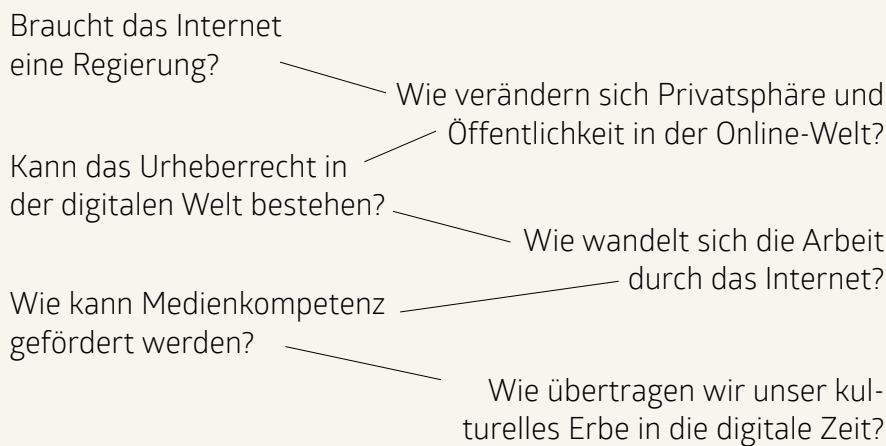 Braucht das Internet
eine Regierung?
Wie verändern sich Privatsphäre und
Öffentlichkeit in der Online-Welt?
Kann das Urheberrecht in
der digitalen Welt bestehen?
Wie wandelt sich die Arbeit
durch das Internet?
Wie kann Medienkompetenz
gefördert werden?
Wie übertragen wir unser kul-
turelles Erbe in die digitale Zeit?